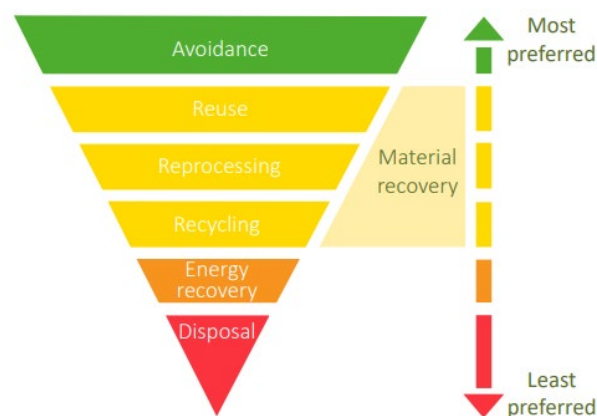 Avoidance
Reuse
Reprocessing
Recycling
Energy
recovery
Disposal
Material
recovery
Most
preferred
Least
preferred